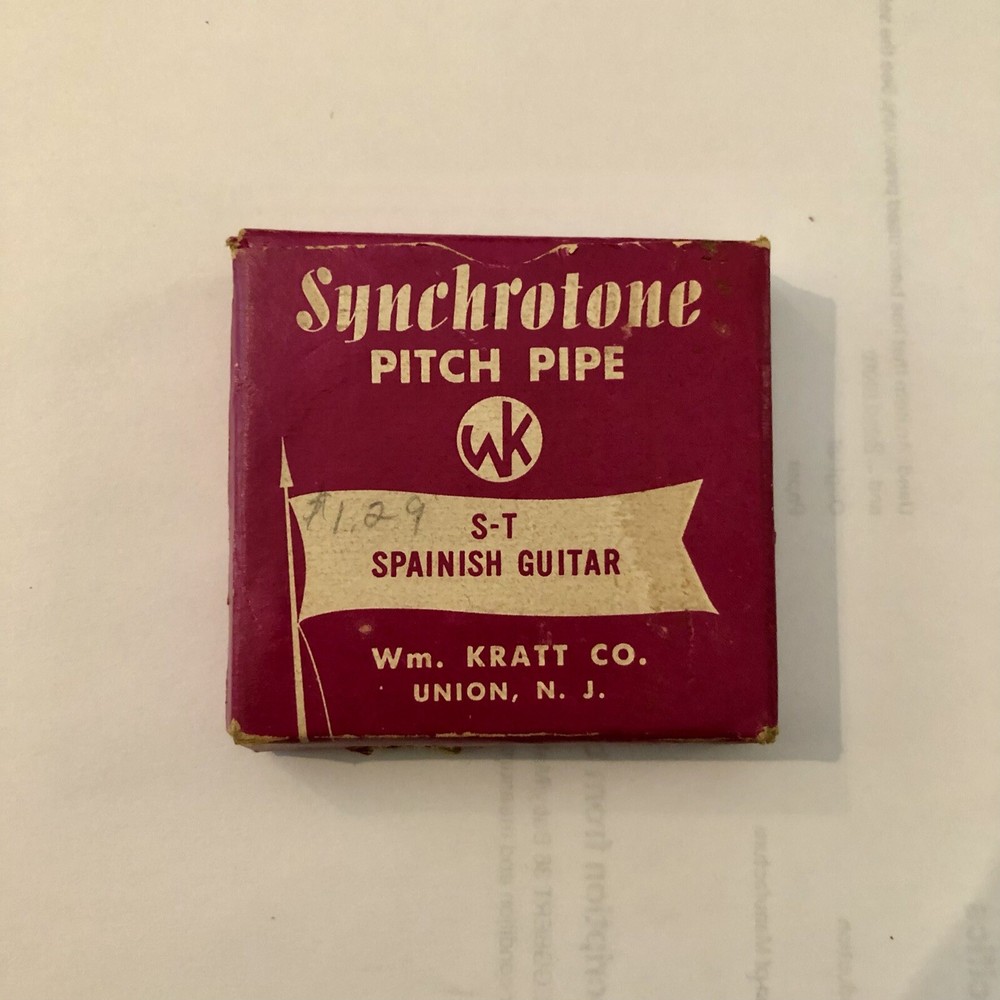 Synchrotone
PITCH PIPE
WK
$1.29
S-T
SPAINISH GUITAR
Wm. KRATT CO.
UNION, N. J.